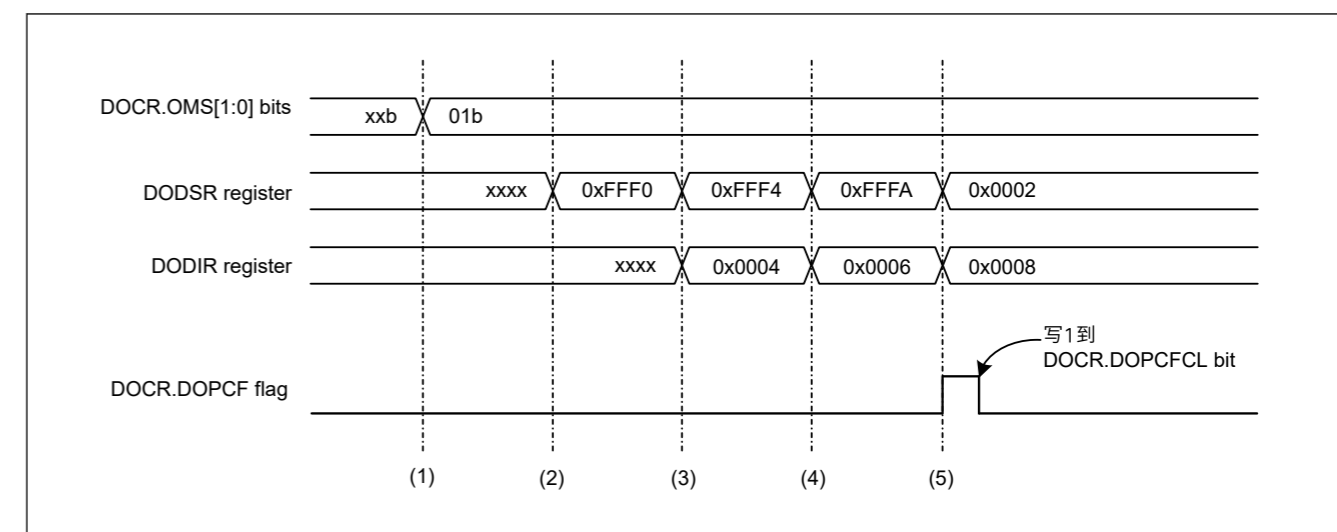 DOCR.OMS[1:0] bits
xxb
01b
DODSR register
xxxx
0xFFF0
0xFFF4
0xFFFA
0x0002
DODIR register
xxxx
0x0004
0x0006
0x0008
写1到
DOCR.DOPCFCL bit
DOCR.DOPCF flag
(1)
(2)
(3)
(4)
(5)